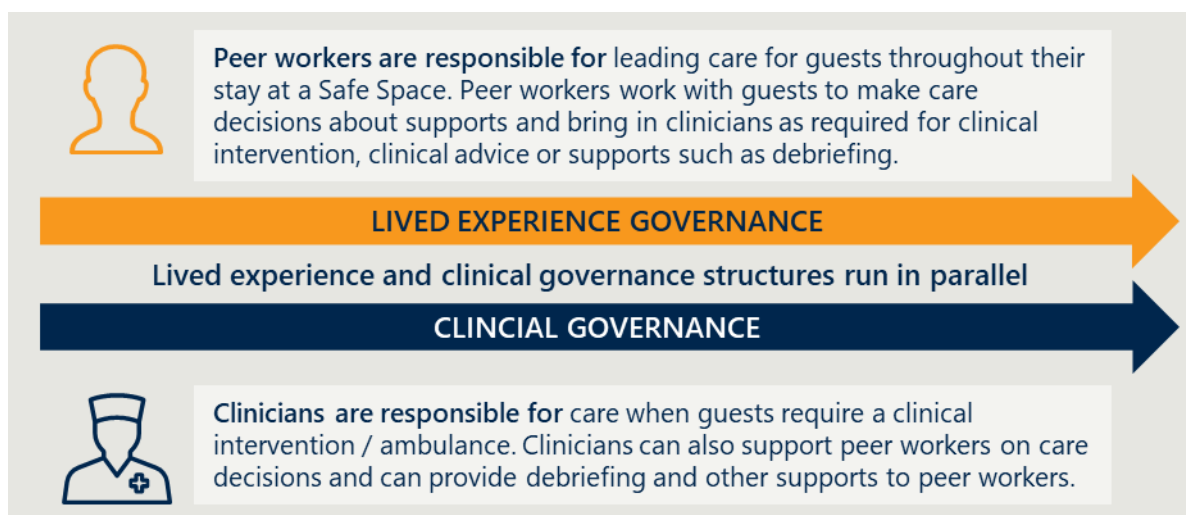 Peer workers are responsible for leading care for guests throughout their
stay at a Safe Space. Peer workers work with guests to make care
decisions about supports and bring in clinicians as required for clinical
intervention, clinical advice or supports such as debriefing.
LIVED EXPERIENCE GOVERNANCE
Lived experience and clinical governance structures run in parallel
CLINCIAL GOVERNANCE
Clinicians are responsible for care when guests require a clinical
intervention / ambulance. Clinicians can also support peer workers on care
decisions and can provide debriefing and other supports to peer workers.